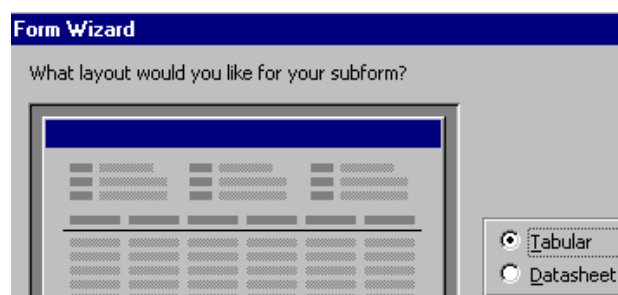 Form Wizard
What layout would you like for your subform?
Tabular
Datasheet